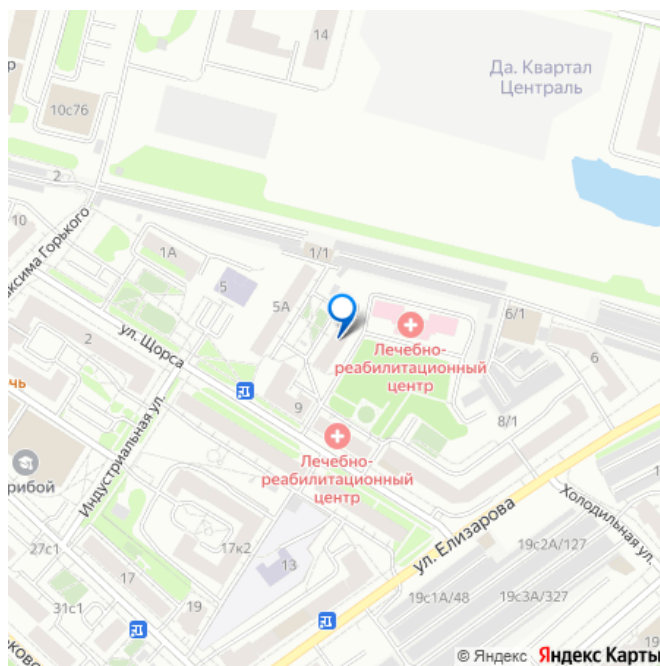 14
Да. Квартал
Централь
10с76
2
10
1А
1/1
5
5А
6/1
6
2
ул. Щорса
Лечебно-
реабилитационный
центр
9
8/1
Лечебно-
реабилитационный
центр
Индустриальная ул.
ул. Елизарова
Холодильная ул.
27с1
17к2
19с2А/127
17
13
19с1А/48
19с3А/327
31с1
19
19
© Яндекс Яндекс Карты